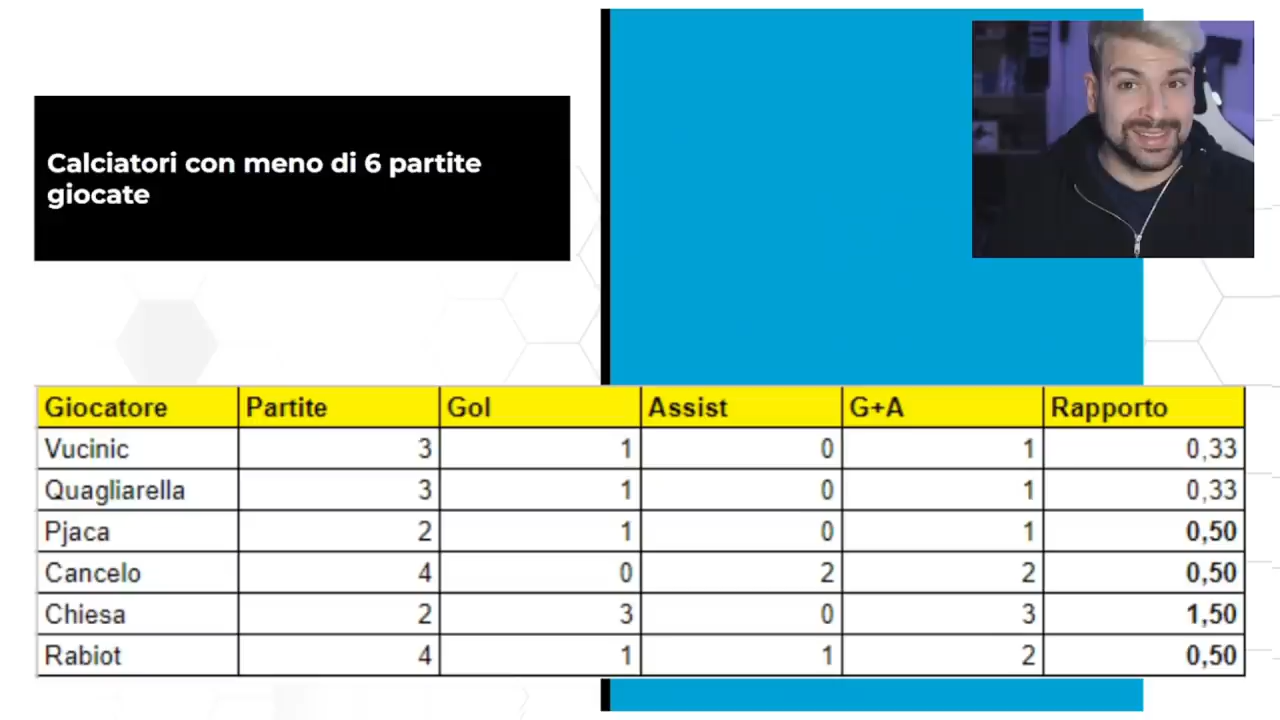 Calciatori con meno di 6 partite
giocate
Giocatore Partite Gol Assist G+A Rapporto
Vucinic 3 1 0 1 0,33
Quagliarella 3 1 0 1 0,33
Pjaca 2 1 0 1 0,50
Cancelo 4 0 2 2 0,50
Chiesa 2 3 0 3 1,50
Rabiot 4 1 1 2 0,50